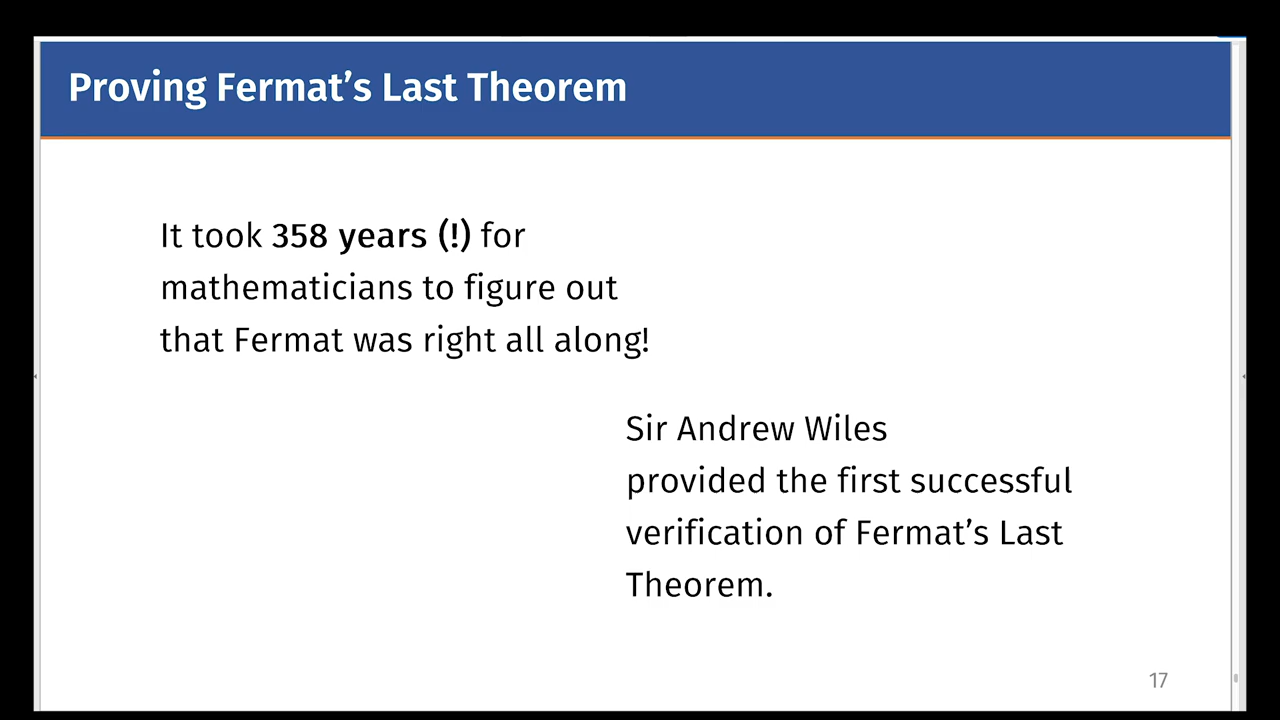 Proving Fermat’s Last Theorem
It took 358 years (!) for
mathematicians to figure out
that Fermat was right all along!
Sir Andrew Wiles
provided the first successful
verification of Fermat’s Last
Theorem.
17